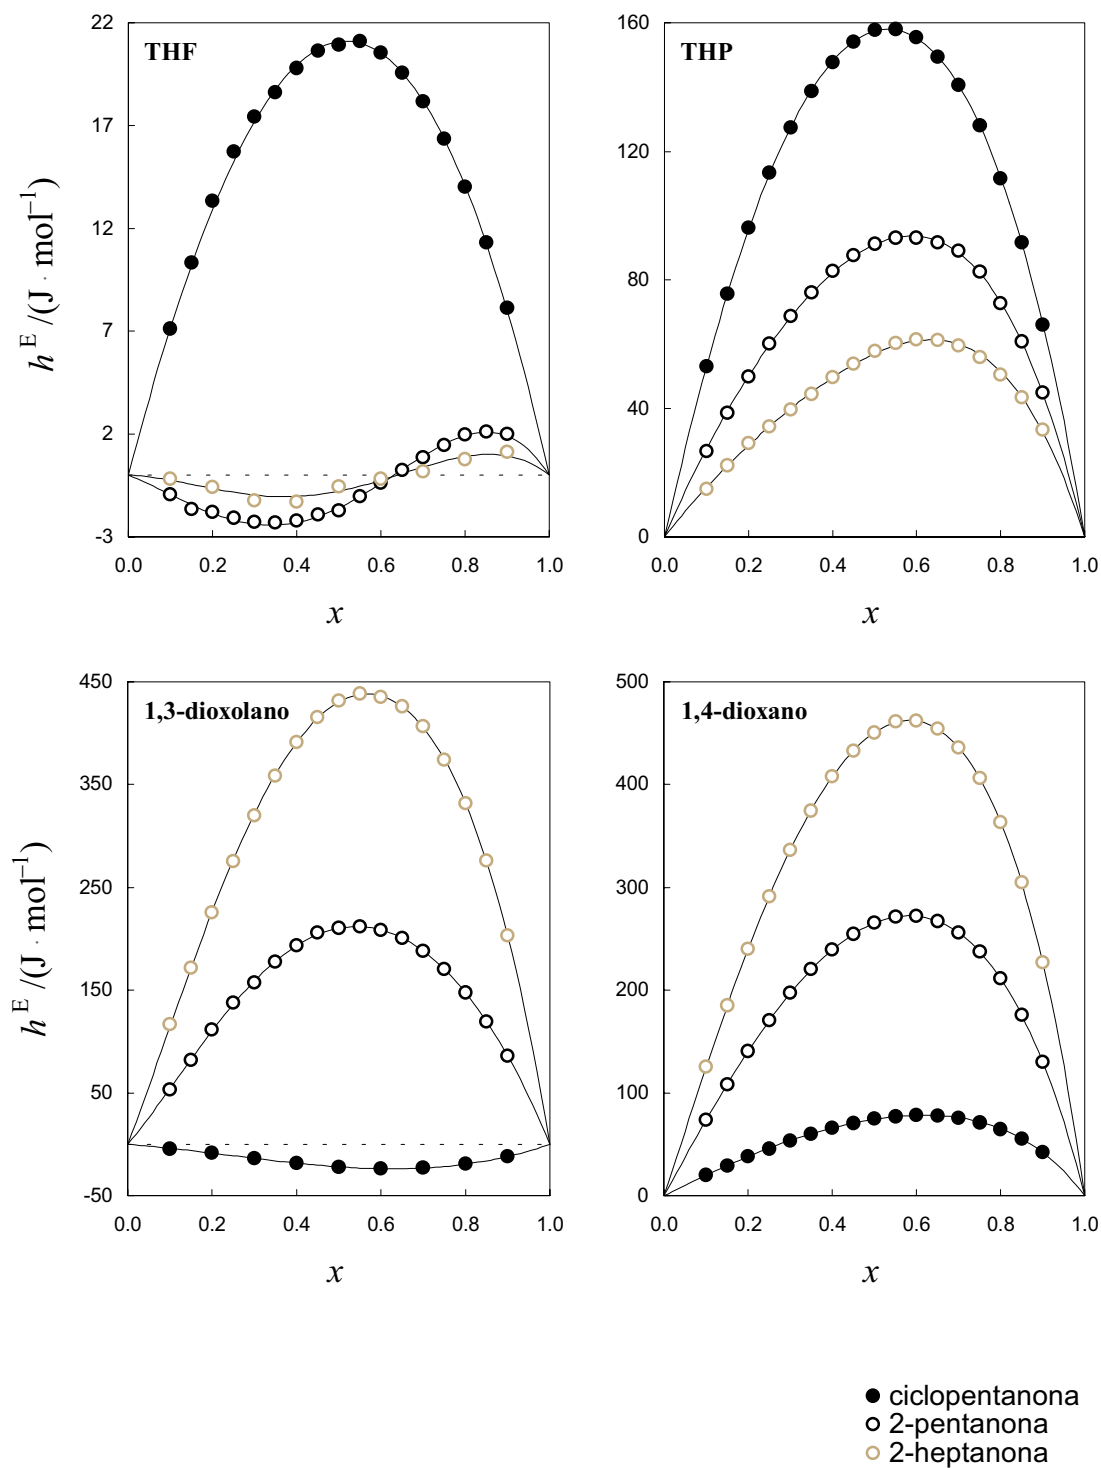 22
17
12
7
2
-3
h E /(J · mol−1)
THF
0.0 0.2 0.4 0.6 0.8 1.0
x
160
120
80
40
0
THP
0.0 0.2 0.4 0.6 0.8 1.0
x
450
350
250
150
50
-50
h E /(J · mol−1)
1,3-dioxolano
0.0 0.2 0.4 0.6 0.8 1.0
x
500
400
300
200
100
0
1,4-dioxano
0.0 0.2 0.4 0.6 0.8 1.0
x
ciclopentanona
2-pentanona
2-heptanona